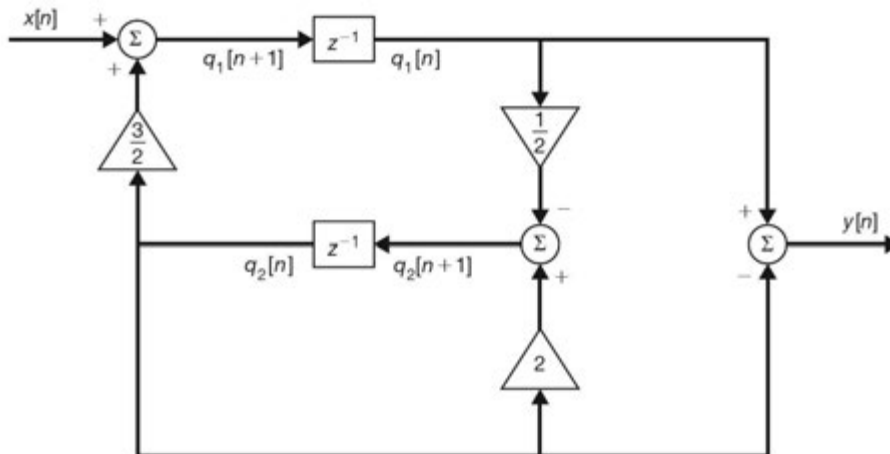 x[n]
+
Σ
+
q₁[n+1]
z⁻¹
q₁[n]
3
2
1
2
−
+
Σ
y[n]
−
q₂[n]
z⁻¹
q₂[n+1]
Σ
+
2